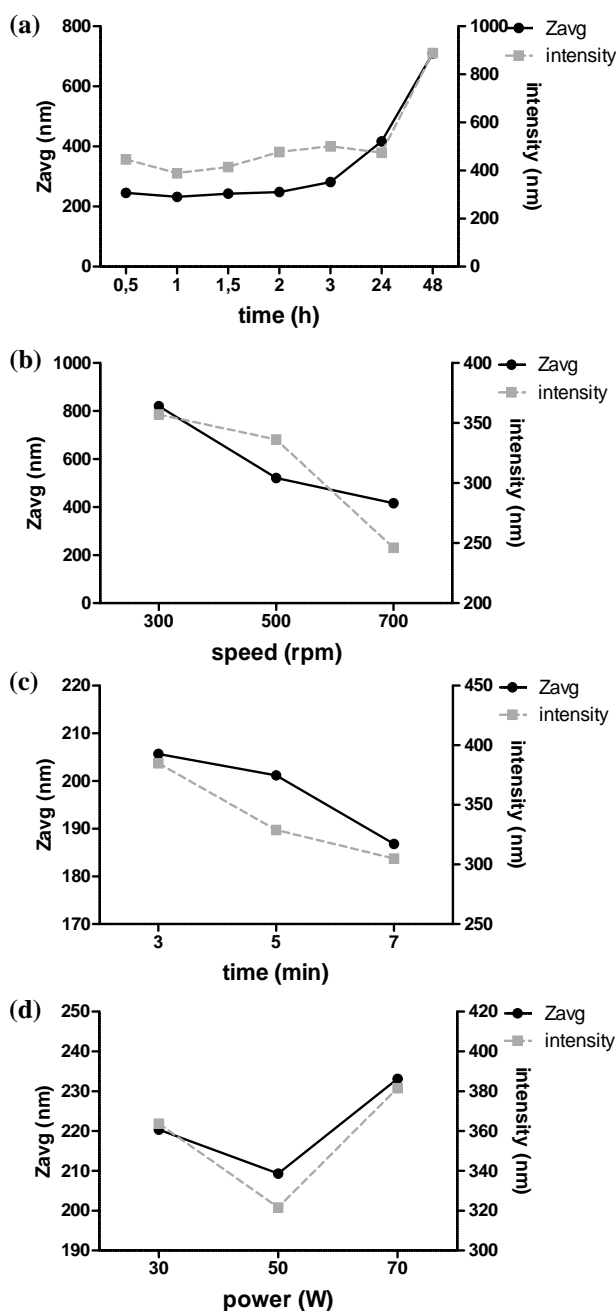 (a)
800
600
400
200
0
Zavg (nm)
1000
800
600
400
200
0
intensity (nm)
Zavg
intensity
0,5 1 1,5 2 3 24 48
time (h)
(b)
1000
800
600
400
200
0
Zavg (nm)
400
350
300
250
200
intensity (nm)
Zavg
intensity
300 500 700
speed (rpm)
(c)
220
210
200
190
180
170
Zavg (nm)
450
400
350
300
250
intensity (nm)
Zavg
intensity
3 5 7
time (min)
(d)
250
240
230
220
210
200
190
Zavg (nm)
420
400
380
360
340
320
300
intensity (nm)
Zavg
intensity
30 50 70
power (W)